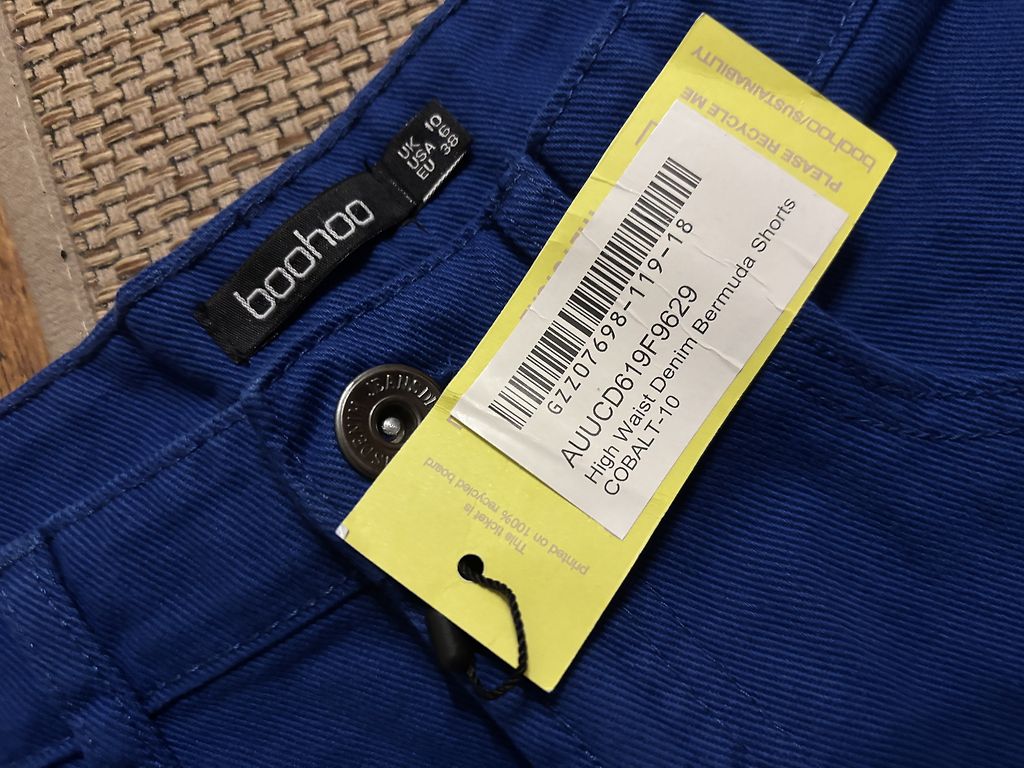 UK 10
USA 6
EU 38
boohoo
boohoo/SUSTAINABILITY
PLEASE RECYCLE ME
GZZ07698-119-18
AUUCD619F9629
High Waist Denim Bermuda Shorts
COBALT-10
This ticket is
printed on 100% recycled board